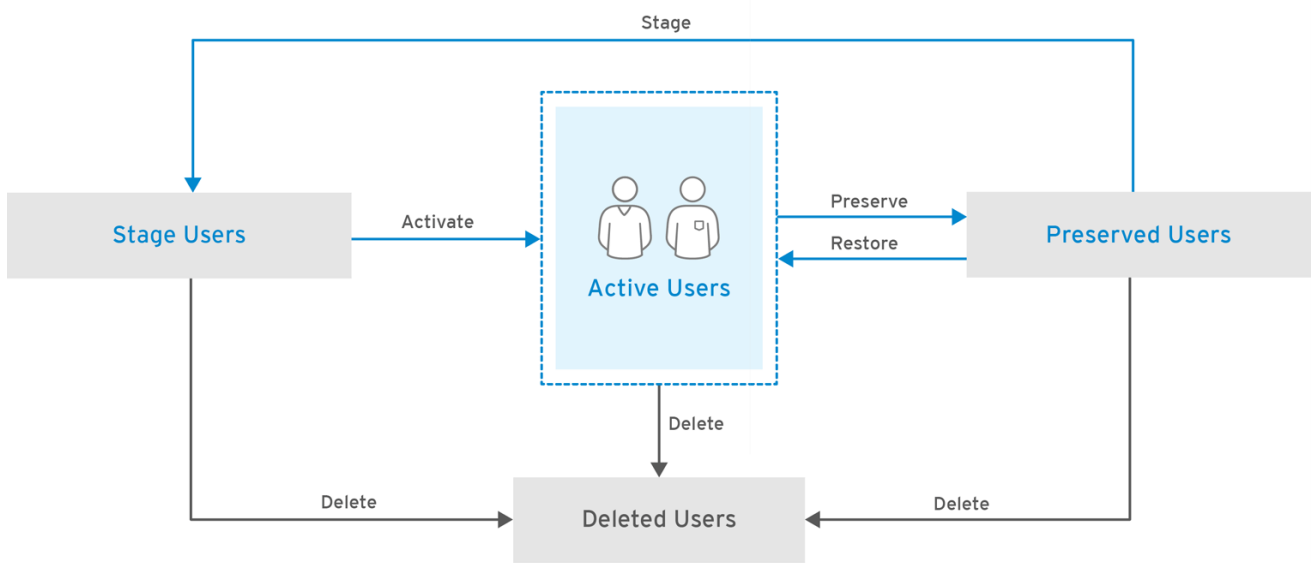 Stage
Stage Users
Activate
Active Users
Preserve
Restore
Preserved Users
Delete
Delete
Delete
Deleted Users